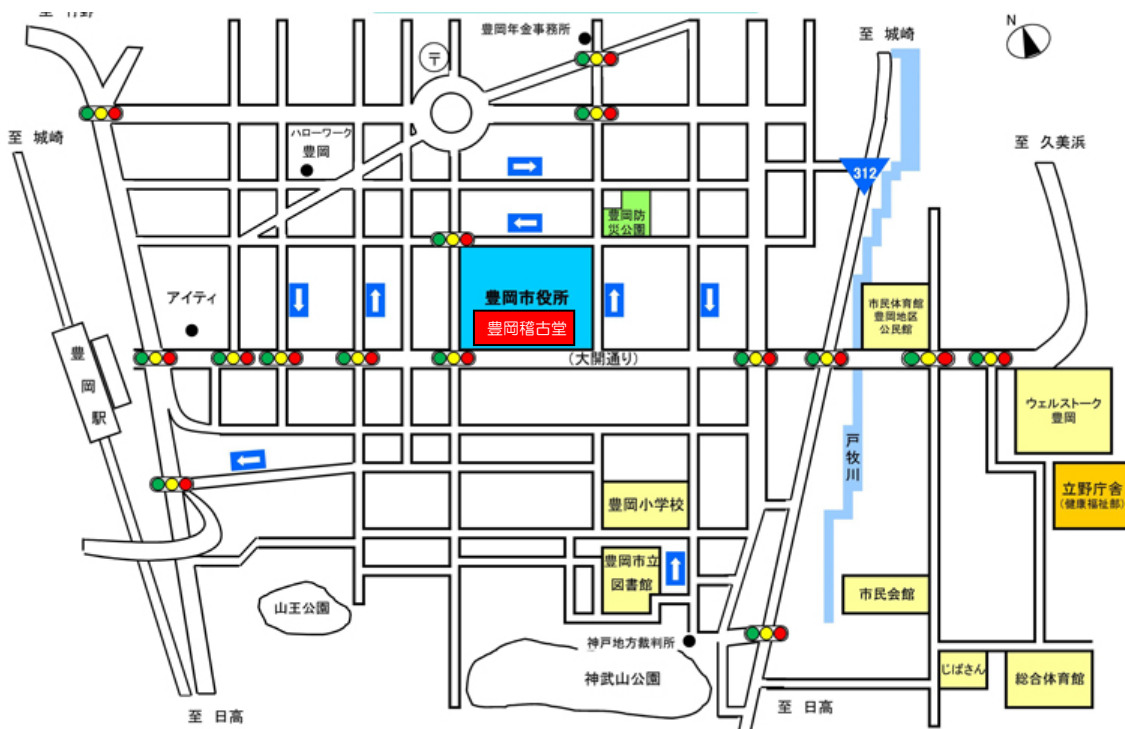 至 竹野
豊岡年金事務所
〒
至 城崎
N
至 城崎
ハローワーク
豊岡
至 久美浜
312
豊岡防
災公園
アイティ
豊岡市役所
豊岡稽古堂
市民体育館
豊岡地区
公民館
(大開通り)
豊岡駅
ウェルストーク
豊岡
戸牧川
立野庁舎
(健康福祉部)
豊岡小学校
豊岡市立
図書館
市民会館
山王公園
神戸地方裁判所
神武山公園
じばさん
総合体育館
至 日高
至 日高